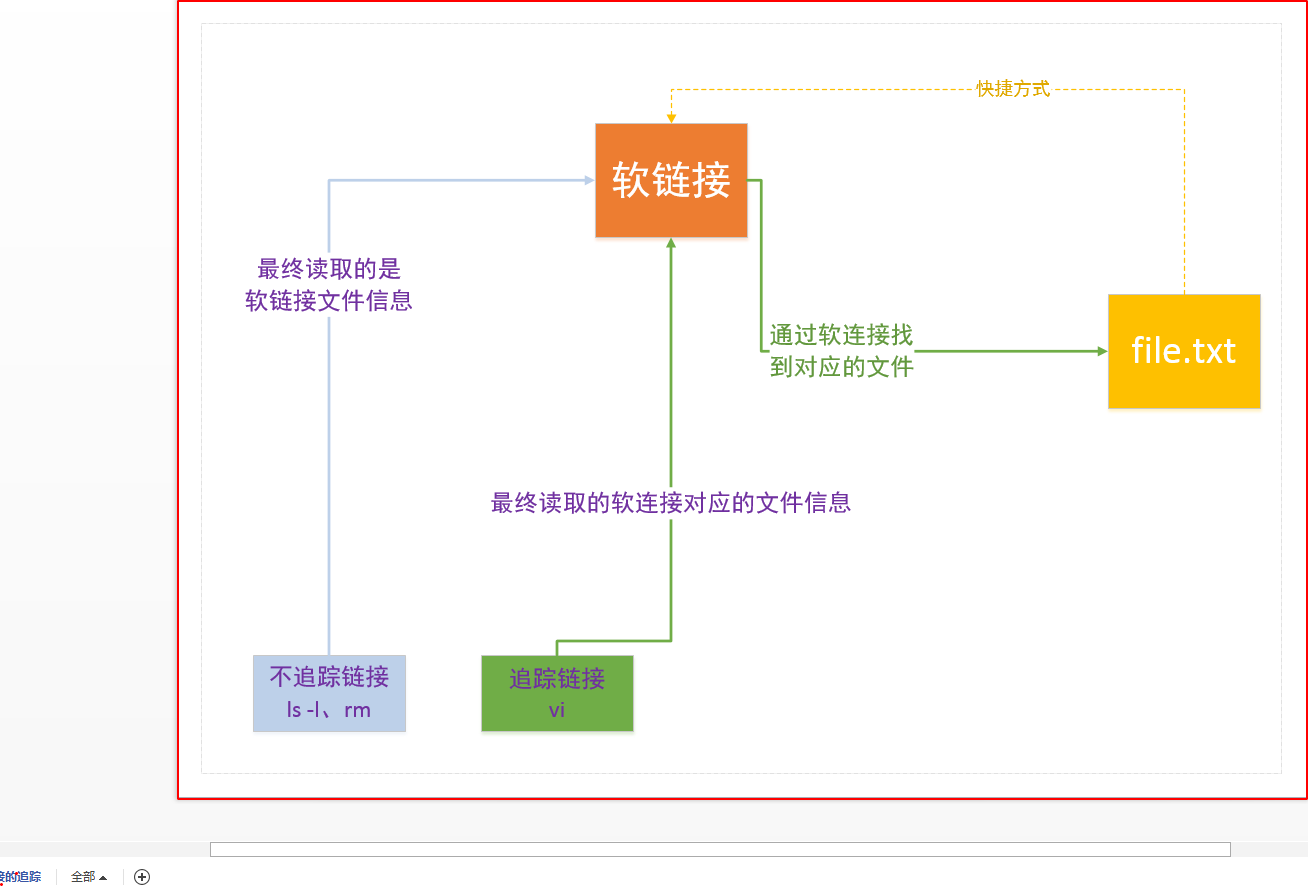 快捷方式
软链接
最终读取的是
软链接文件信息
通过软连接找
到对应的文件
file.txt
最终读取的软连接对应的文件信息
不追踪链接
ls -l、rm
追踪链接
vi
接的追踪
全部